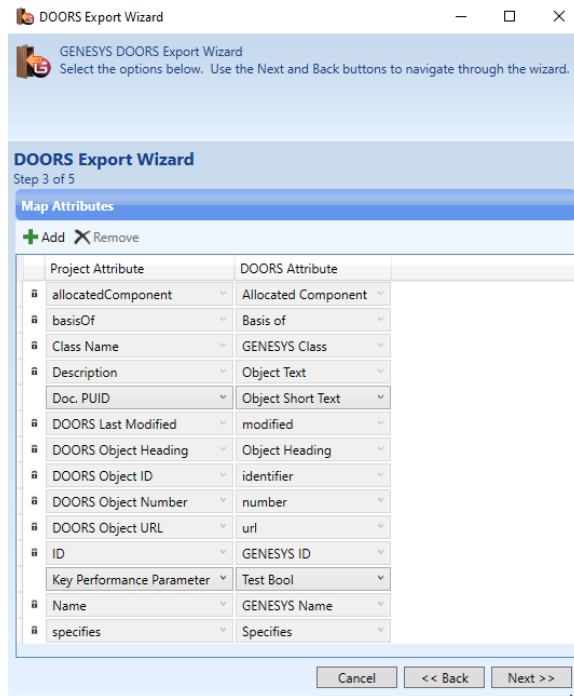 DOORS Export Wizard
GENESYS DOORS Export Wizard
Select the options below. Use the Next and Back buttons to navigate through the wizard.
DOORS Export Wizard
Step 3 of 5
Map Attributes
Add Remove
Project Attribute DOORS Attribute
allocatedComponent Allocated Component
basisOf Basis of
Class Name GENESYS Class
Description Object Text
Doc. PUID Object Short Text
DOORS Last Modified modified
DOORS Object Heading Object Heading
DOORS Object ID identifier
DOORS Object Number number
DOORS Object URL url
ID GENESYS ID
Key Performance Parameter Test Bool
Name GENESYS Name
specifies Specifies
Cancel << Back Next >>